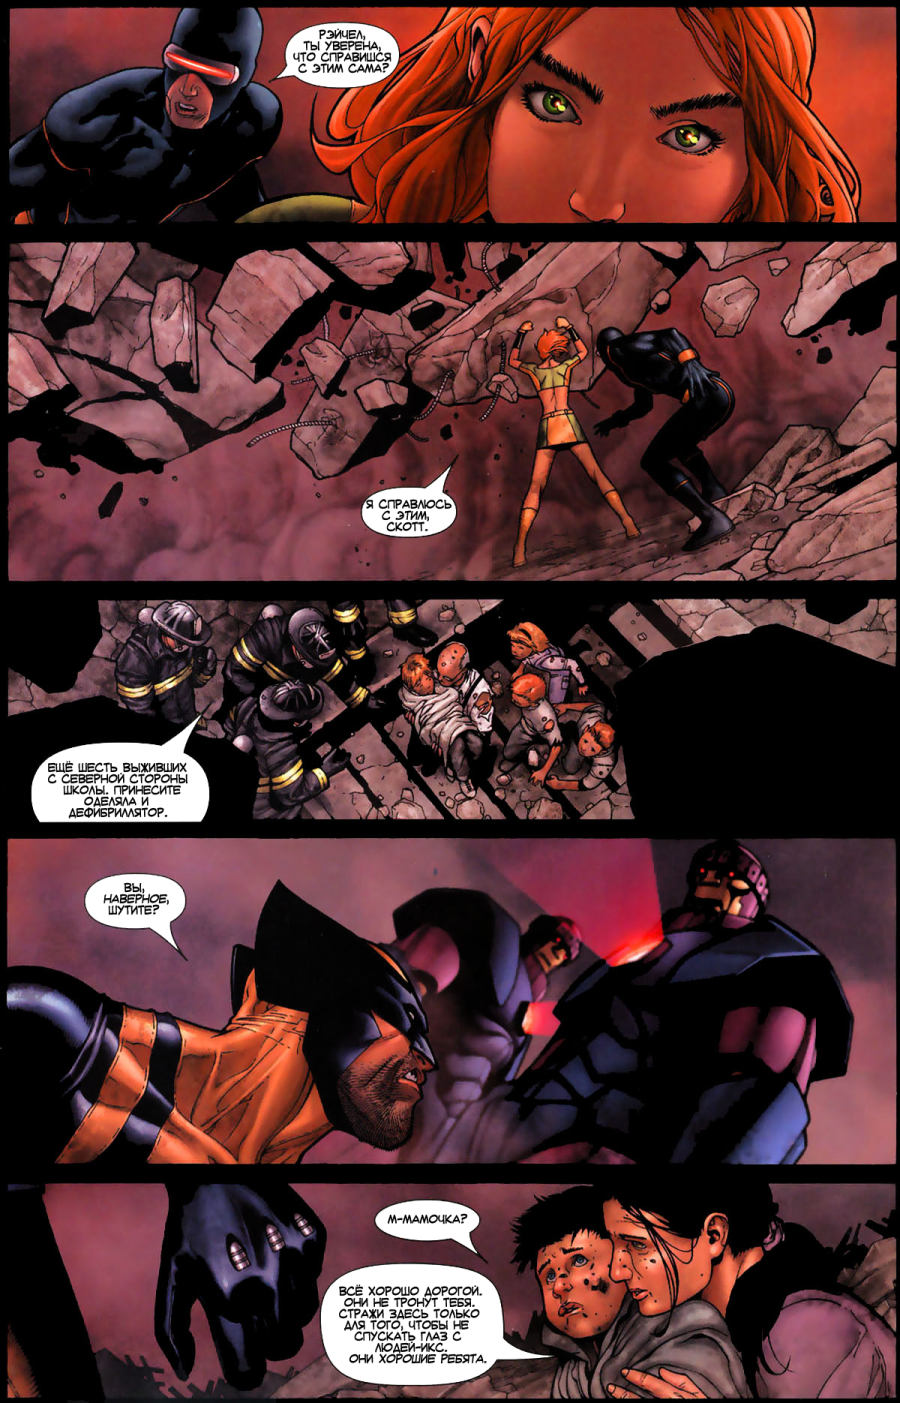 РЭЙЧЕЛ,
ТЫ УВЕРЕНА,
ЧТО СПРАВИШСЯ
С ЭТИМ САМА?
Я СПРАВЛЮСЬ
С ЭТИМ,
СКОТТ.
ЕЩЁ ШЕСТЬ ВЫЖИВШИХ
С СЕВЕРНОЙ СТОРОНЫ
ШКОЛЫ. ПРИНЕСИТЕ
ОДЕЛЯЛА И
ДЕФИБРИЛЛЯТОР.
ВЫ,
НАВЕРНОЕ,
ШУТИТЕ?
М-МАМОЧКА?
ВСЁ ХОРОШО ДОРОГОЙ.
ОНИ НЕ ТРОНУТ ТЕБЯ.
СТРАЖИ ЗДЕСЬ ТОЛЬКО
ДЛЯ ТОГО, ЧТОБЫ НЕ
СПУСКАТЬ ГЛАЗ С
ЛЮДЕЙ-ИКС.
ОНИ ХОРОШИЕ РЕБЯТА.